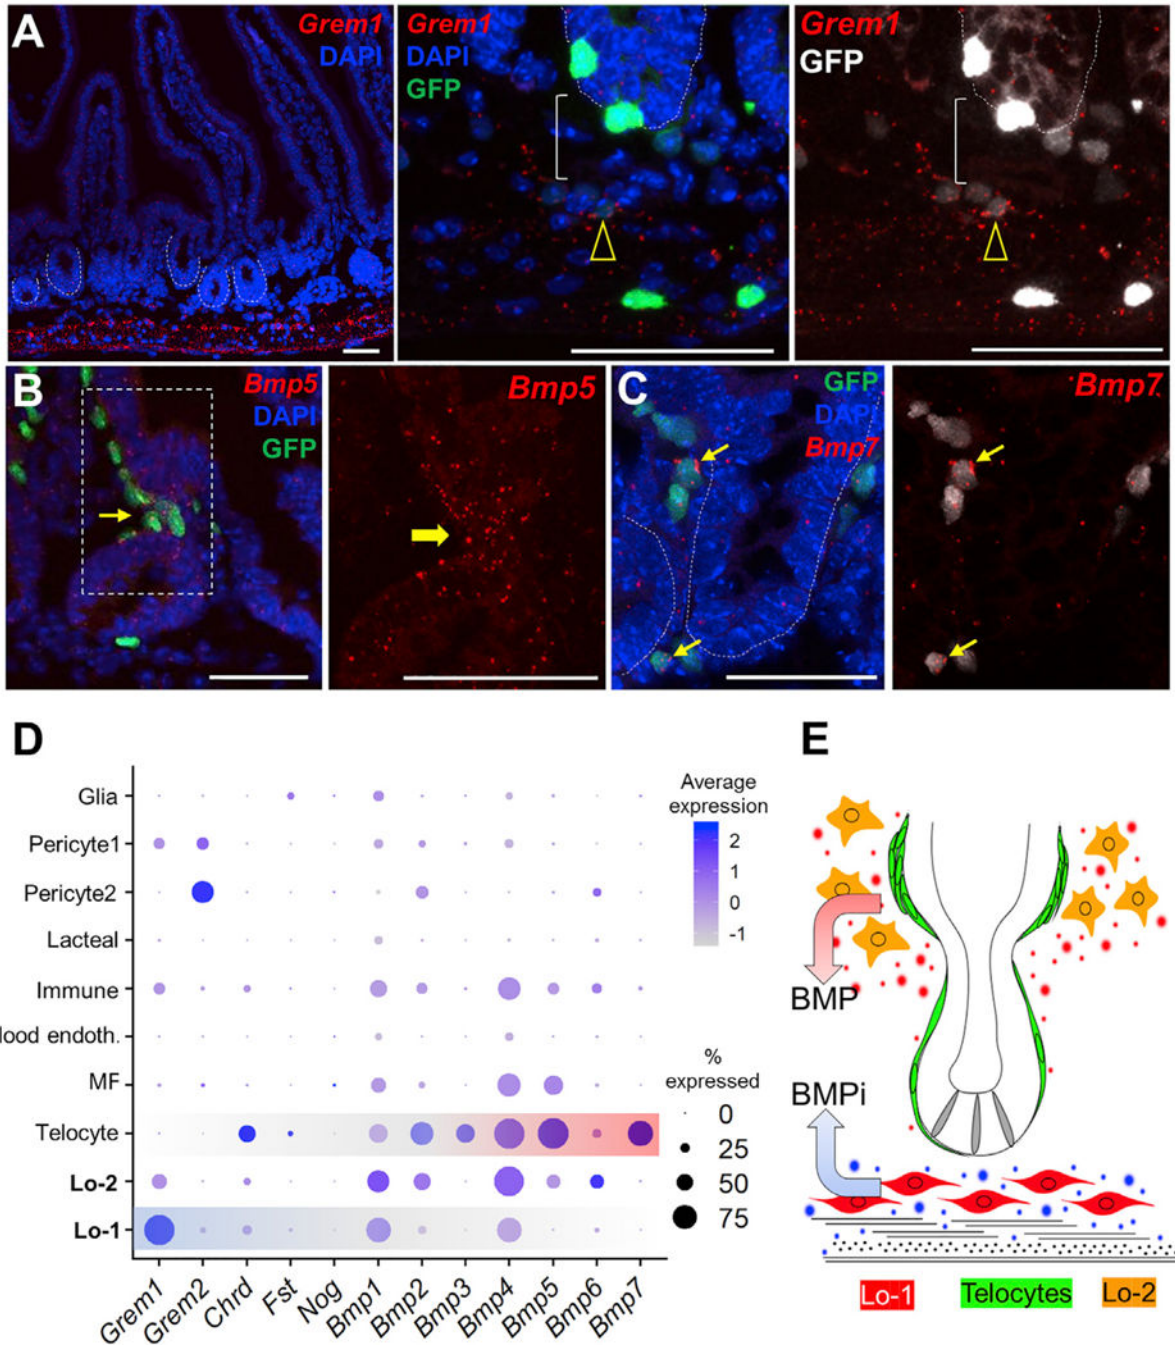 A
Grem1
DAPI
Grem1
DAPI
GFP
Grem1
GFP
B
Bmp5
DAPI
GFP
Bmp5
C
GFP
DAPI
Bmp7
Bmp7
D
Glia
Pericyte1
Pericyte2
Lacteal
Immune
lood endoth.
MF
Telocyte
Lo-2
Lo-1
Grem1
Grem2
Chrd
Fst
Nog
Bmp1
Bmp2
Bmp3
Bmp4
Bmp5
Bmp6
Bmp7
Average
expression
2
1
0
-1
%
expressed
0
25
50
75
E
BMP
BMPi
Lo-1
Telocytes
Lo-2